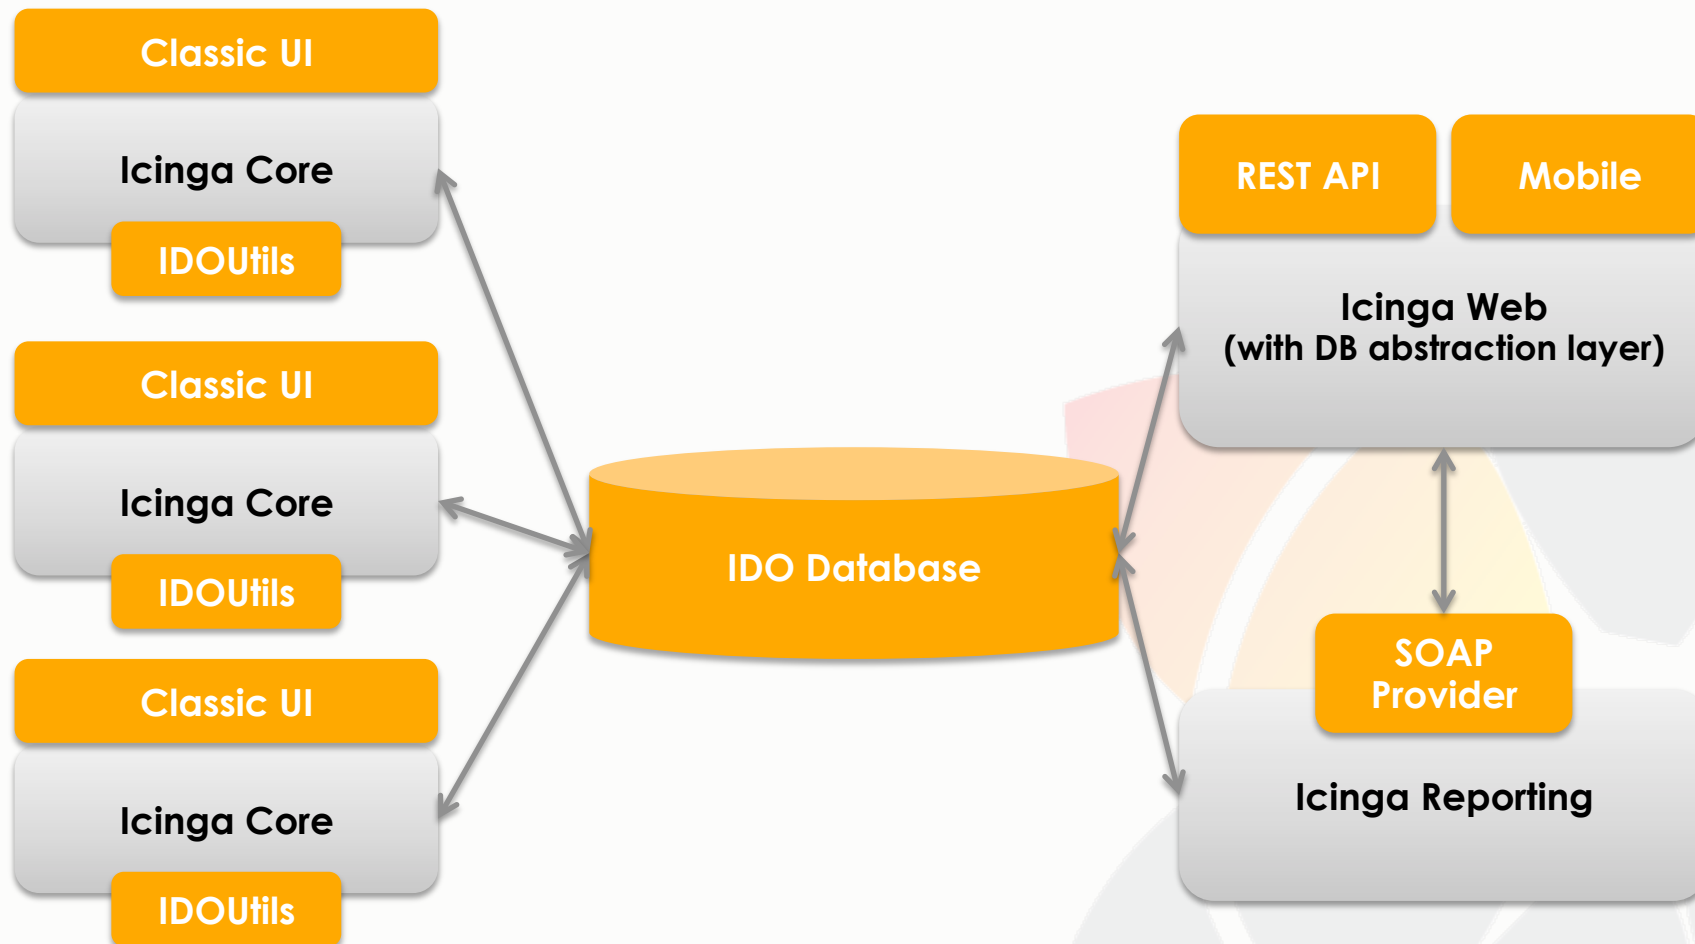 Classic UI
Icinga Core
IDOUtils
Classic UI
Icinga Core
IDOUtils
Classic UI
Icinga Core
IDOUtils
IDO Database
REST API
Mobile
Icinga Web
(with DB abstraction layer)
SOAP
Provider
Icinga Reporting